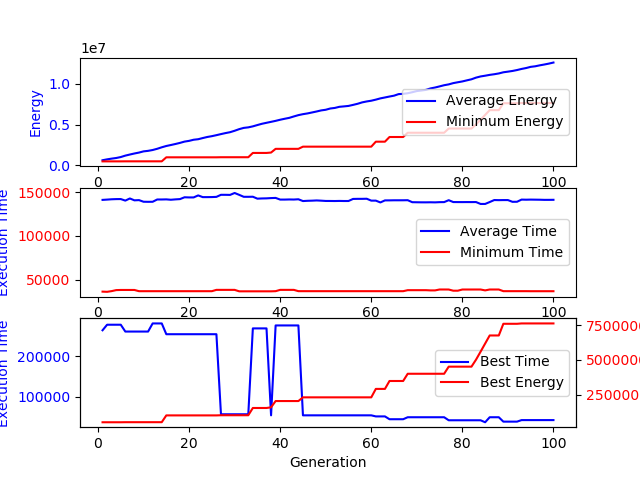 1e7
1.0
0.5
0.0
Energy
Average Energy
Minimum Energy
0 20 40 60 80 100
150000
100000
50000
Execution Time
Average Time
Minimum Time
0 20 40 60 80 100
200000
100000
Execution Time
Best Time
Best Energy
7500000
5000000
2500000
0 20 40 60 80 100
Generation